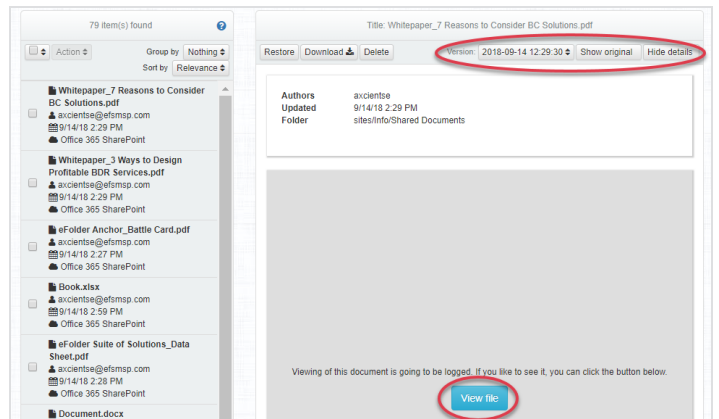 79 item(s) found
Action
Group by Nothing
Sort by Relevance
Whitepaper_7 Reasons to Consider
BC Solutions.pdf
axcientse@efsmsp.com
9/14/18 2:29 PM
Office 365 SharePoint
Whitepaper_3 Ways to Design
Profitable BDR Services.pdf
axcientse@efsmsp.com
9/14/18 2:29 PM
Office 365 SharePoint
eFolder Anchor_Battle Card.pdf
axcientse@efsmsp.com
9/14/18 2:27 PM
Office 365 SharePoint
Book.xlsx
axcientse@efsmsp.com
9/14/18 2:59 PM
Office 365 SharePoint
eFolder Suite of Solutions_Data
Sheet.pdf
axcientse@efsmsp.com
9/14/18 2:28 PM
Office 365 SharePoint
Document.docx
Title: Whitepaper_7 Reasons to Consider BC Solutions.pdf
Restore Download Delete Version: 2018-09-14 12:29:30 Show original Hide details
Authors axcientse
Updated 9/14/18 2:29 PM
Folder sites/Info/Shared Documents
Viewing of this document is going to be logged. If you like to see it, you can click the button below.
View file